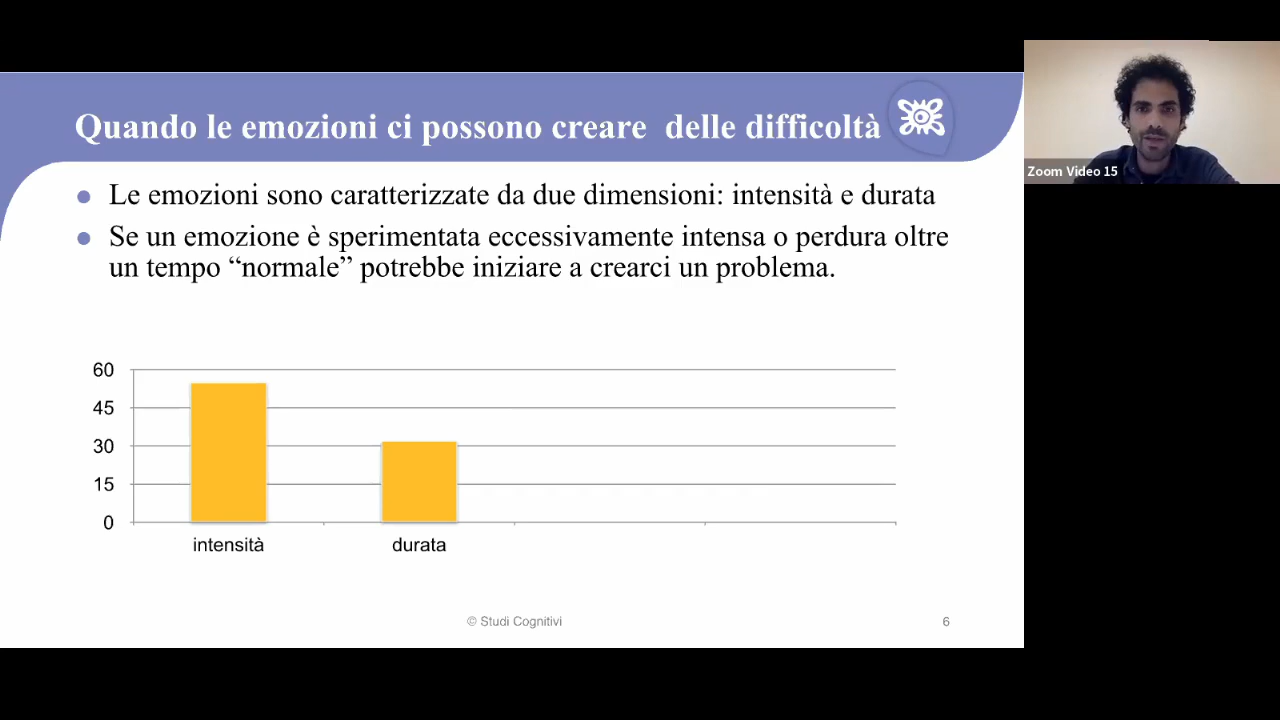 Quando le emozioni ci possono creare  delle difficoltà
Le emozioni sono caratterizzate da due dimensioni: intensità e durata
Se un emozione è sperimentata eccessivamente intensa o perdura oltre
un tempo “normale” potrebbe iniziare a crearci un problema.
60
45
30
15
0
intensità
durata
© Studi Cognitivi
6
Zoom Video 15